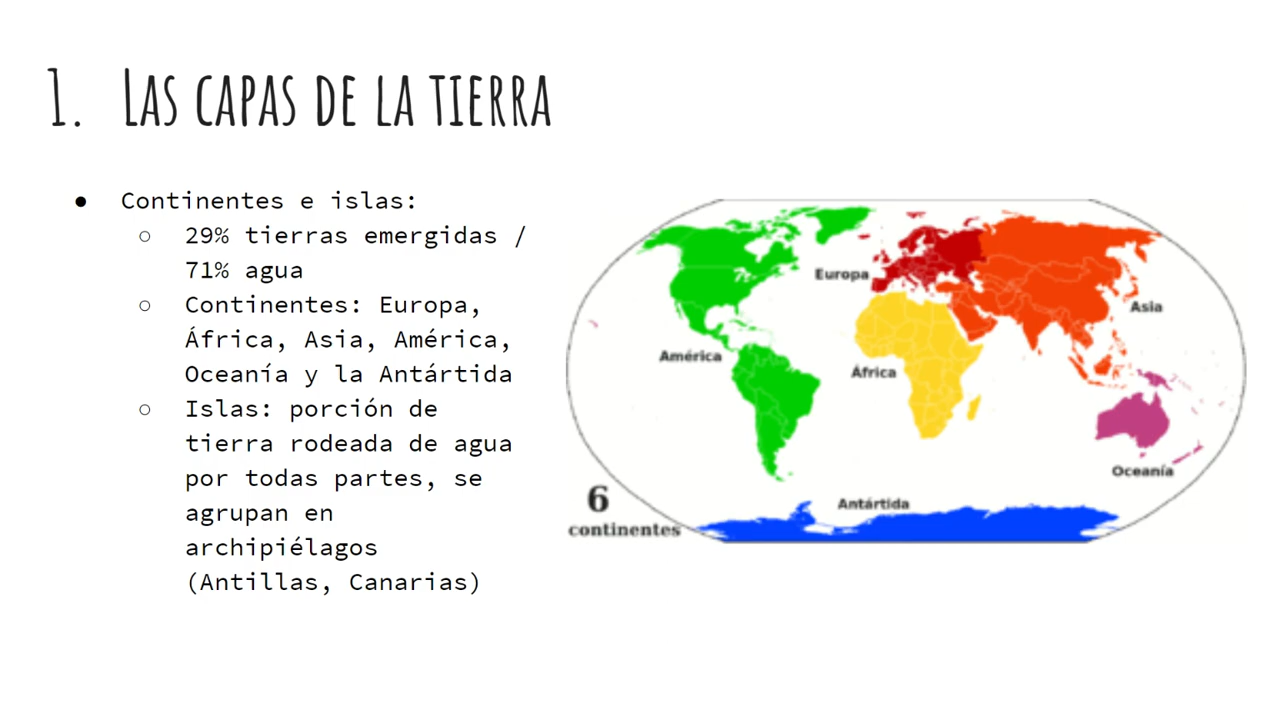 1. Las capas de la tierra
● Continentes e islas:
○ 29% tierras emergidas /
71% agua
○ Continentes: Europa,
África, Asia, América,
Oceanía y la Antártida
○ Islas: porción de
tierra rodeada de agua
por todas partes, se
agrupan en
archipiélagos
(Antillas, Canarias)
Europa
Asia
América
África
Oceanía
Antártida
6
continentes